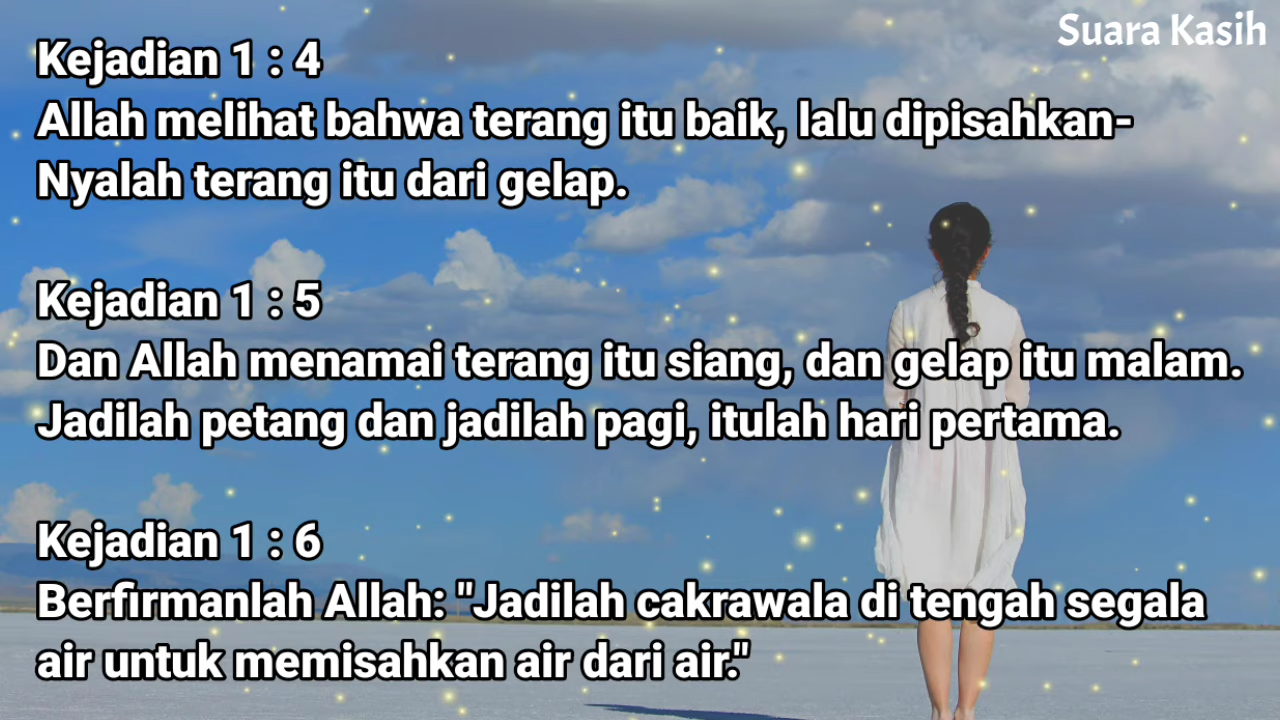 Suara Kasih
Kejadian 1 : 4
Allah melihat bahwa terang itu baik, lalu dipisahkan-
Nyalah terang itu dari gelap.
Kejadian 1 : 5
Dan Allah menamai terang itu siang, dan gelap itu malam.
Jadilah petang dan jadilah pagi, itulah hari pertama.
Kejadian 1 : 6
Berfirmanlah Allah: "Jadilah cakrawala di tengah segala
air untuk memisahkan air dari air."